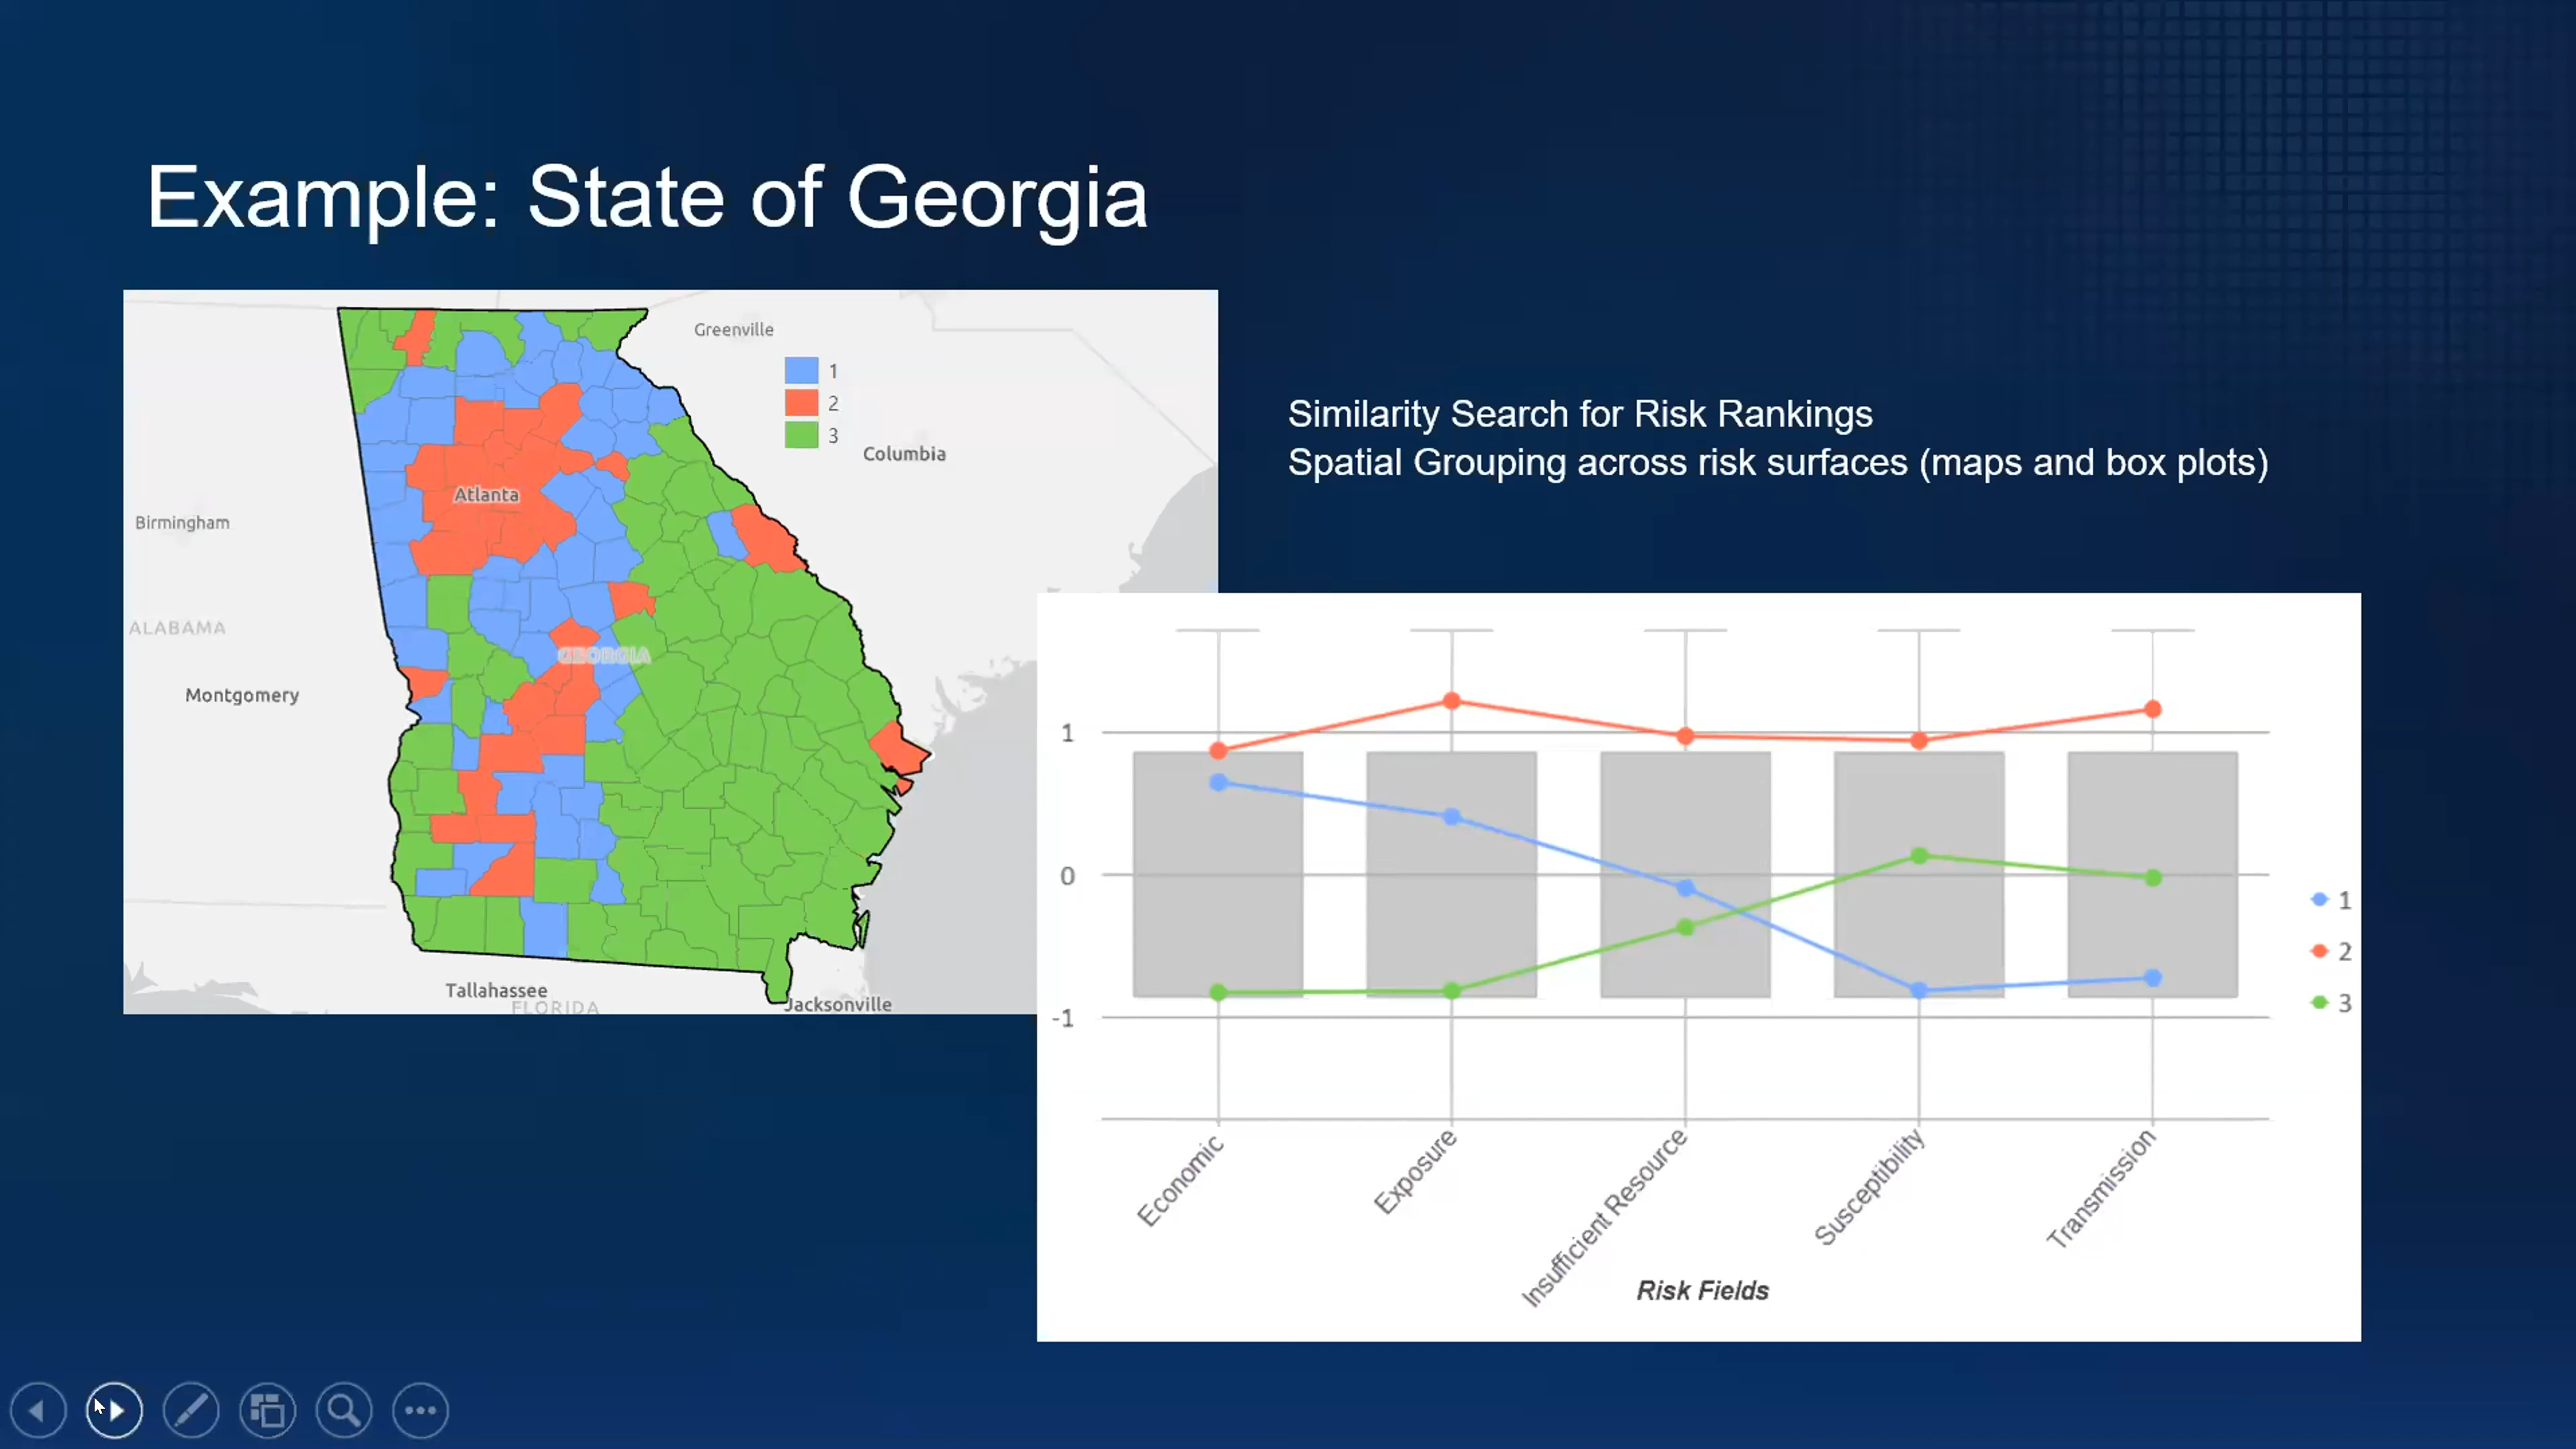 Example: State of Georgia
Greenville
1
2
3
Columbia
Atlanta
Birmingham
ALABAMA
GEORGIA
Montgomery
Tallahassee
FLORIDA
Jacksonville
Similarity Search for Risk Rankings
Spatial Grouping across risk surfaces (maps and box plots)
1
0
-1
1
2
3
Economic
Exposure
Insufficient Resource
Susceptibility
Transmission
Risk Fields